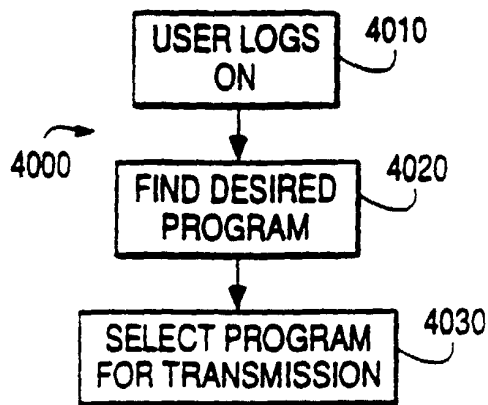 USER LOGS
ON
4010
4000
FIND DESIRED
PROGRAM
4020
SELECT PROGRAM
FOR TRANSMISSION
4030